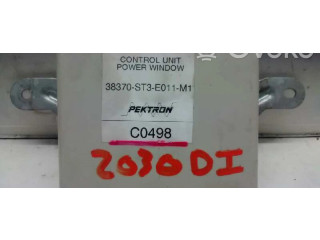 CONTROL UNIT
POWER WINDOW
38370-ST3-E011-M1
PEKTRON
C0498
2030DI